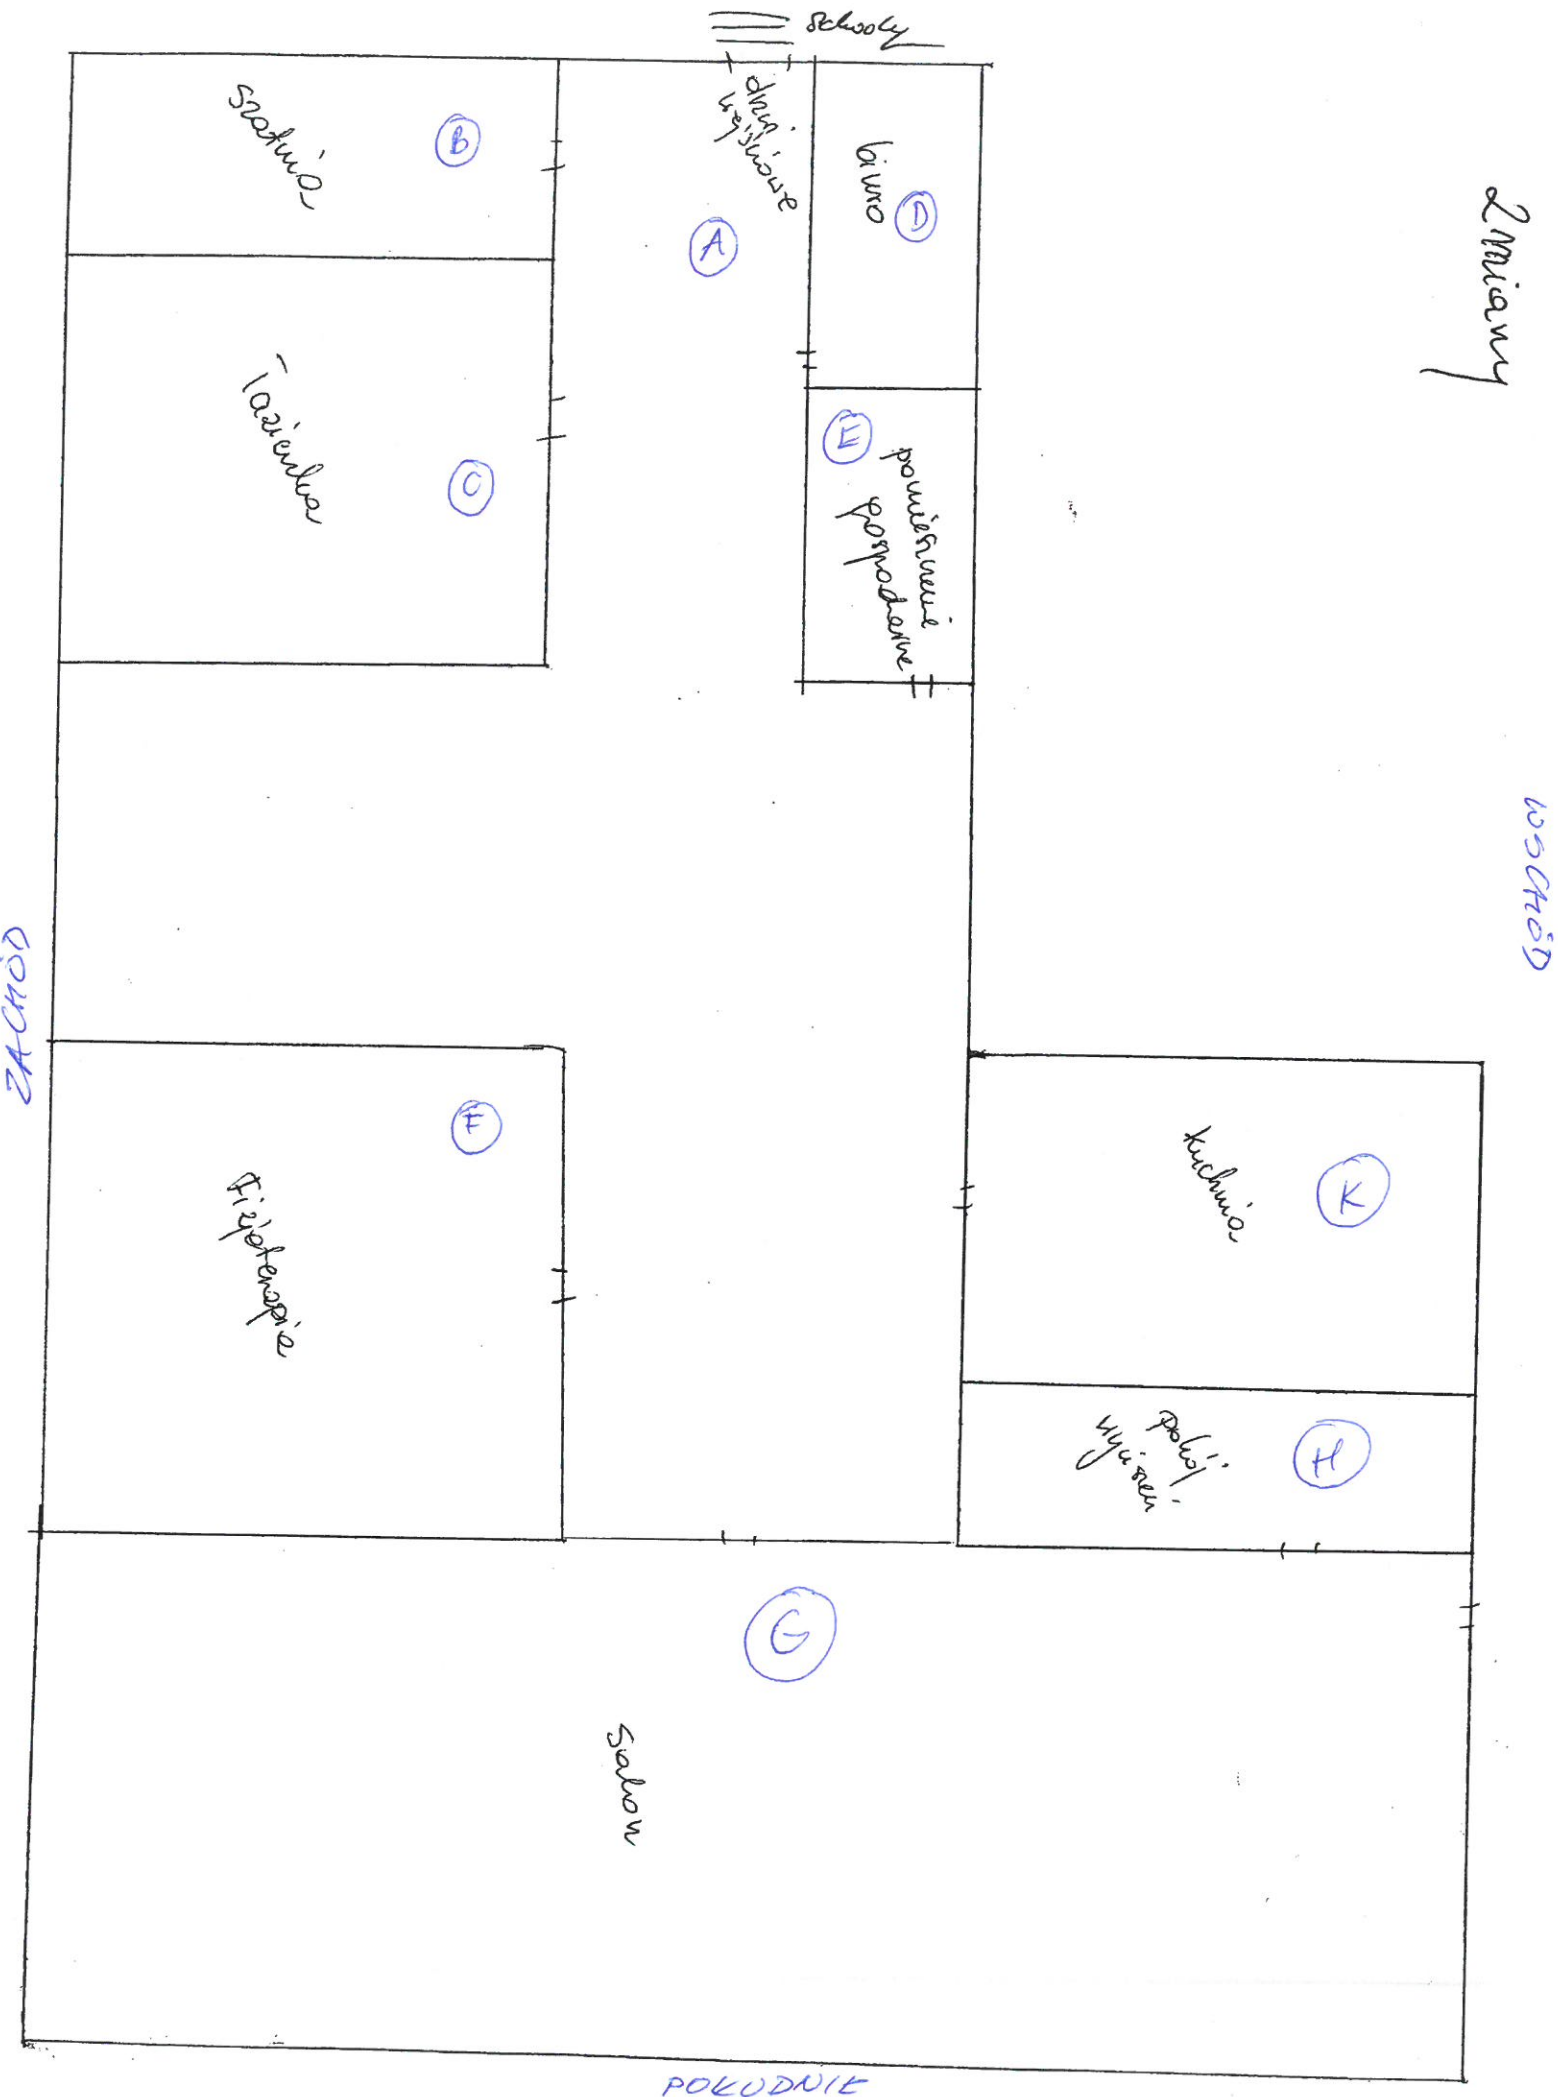 schody
szatnia
B
drzwi
wejściowe
biuro
D
A
Zmiany
Łazienka
C
E
pomieszczenie
gospodarcze
WSCHÓD
ZACHÓD
F
Fizjoterapia
kuchnia
K
pokój
wyciszeń
H
G
Salon
POŁUDNIE